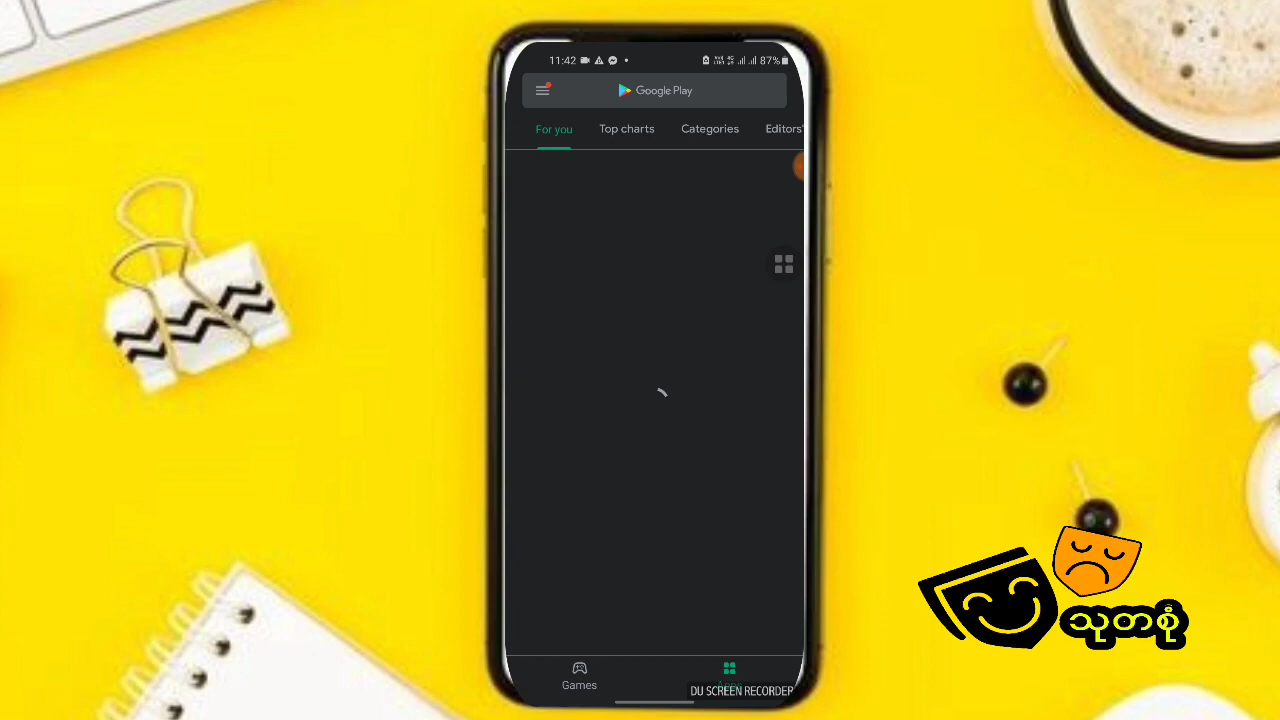 11:42
87%
Google Play
For you
Top charts
Categories
Editors'
Games
DU SCREEN RECORDER
သုတစုံ